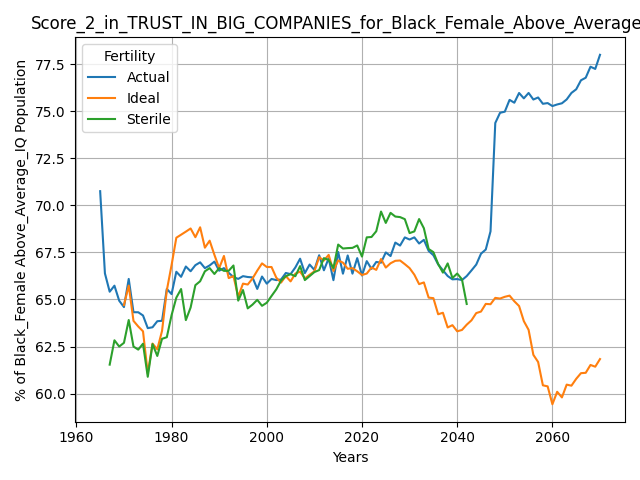 Score_2_in_TRUST_IN_BIG_COMPANIES_for_Black_Female_Above_Average
Fertility
Actual
Ideal
Sterile
% of Black_Female Above_Average_IQ Population
77.5
75.0
72.5
70.0
67.5
65.0
62.5
60.0
1960
1980
2000
2020
2040
2060
Years